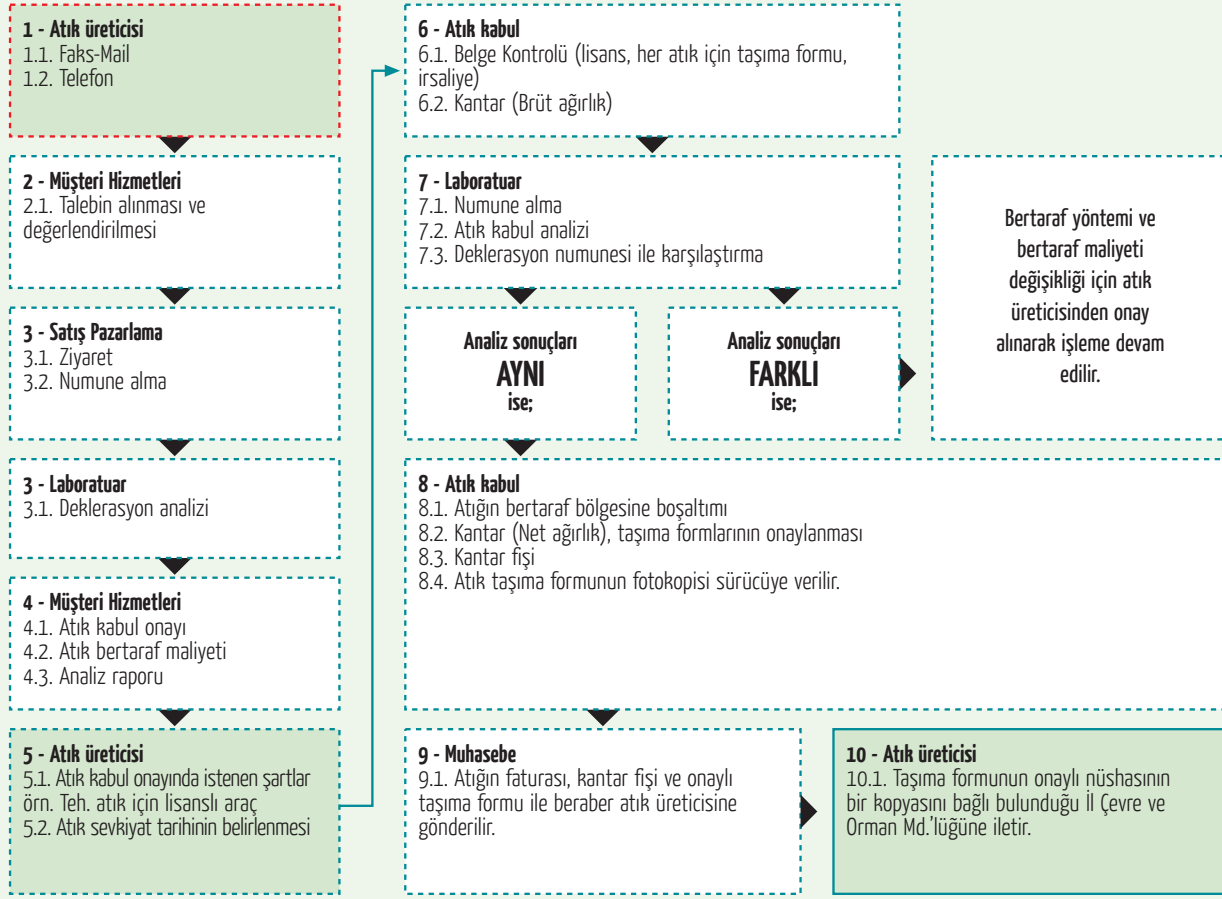 1 - Atık üreticisi
1.1. Faks-Mail
1.2. Telefon
2 - Müşteri Hizmetleri
2.1. Talebin alınması ve
değerlendirilmesi
3 - Satış Pazarlama
3.1. Ziyaret
3.2. Numune alma
3 - Laboratuar
3.1. Deklerasyon analizi
4 - Müşteri Hizmetleri
4.1. Atık kabul onayı
4.2. Atık bertaraf maliyeti
4.3. Analiz raporu
5 - Atık üreticisi
5.1. Atık kabul onayında istenen şartlar
örn. Teh. atık için lisanslı araç
5.2. Atık sevkiyat tarihinin belirlenmesi
6 - Atık kabul
6.1. Belge Kontrolü (lisans, her atık için taşıma formu,
irsaliye)
6.2. Kantar (Brüt ağırlık)
7 - Laboratuar
7.1. Numune alma
7.2. Atık kabul analizi
7.3. Deklerasyon numunesi ile karşılaştırma
Analiz sonuçları
AYNI
ise;
Analiz sonuçları
FARKLI
ise;
Bertaraf yöntemi ve
bertaraf maliyeti
değişikliği için atık
üreticisinden onay
alınarak işleme devam
edilir.
8 - Atık kabul
8.1. Atığın bertaraf bölgesine boşaltımı
8.2. Kantar (Net ağırlık), taşıma formlarının onaylanması
8.3. Kantar fişi
8.4. Atık taşıma formunun fotokopisi sürücüye verilir.
9 - Muhasebe
9.1. Atığın faturası, kantar fişi ve onaylı
taşıma formu ile beraber atık üreticisine
gönderilir.
10 - Atık üreticisi
10.1. Taşıma formunun onaylı nüshasının
bir kopyasını bağlı bulunduğu İl Çevre ve
Orman Md.'lüğüne iletir.